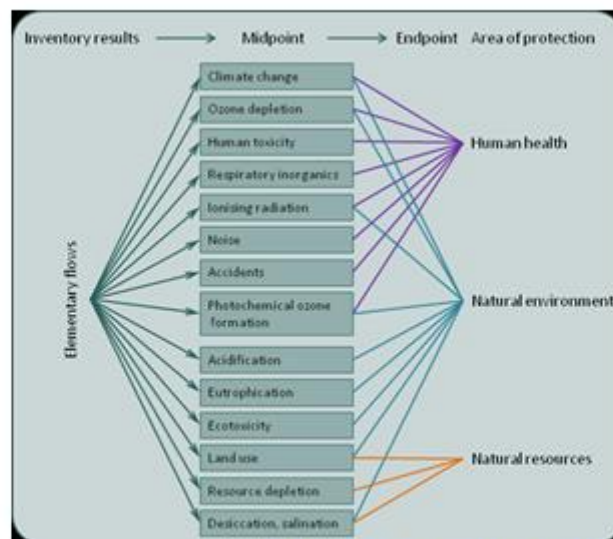 Inventory results Midpoint Endpoint Area of protection
Climate change
Ozone depletion
Human toxicity
Respiratory inorganics
Ionising radiation
Noise
Accidents
Photochemical ozone
formation
Acidification
Eutrophication
Ecotoxicity
Land use
Resource depletion
Desiccation, salination
Elementary flows
Human health
Natural environment
Natural resources